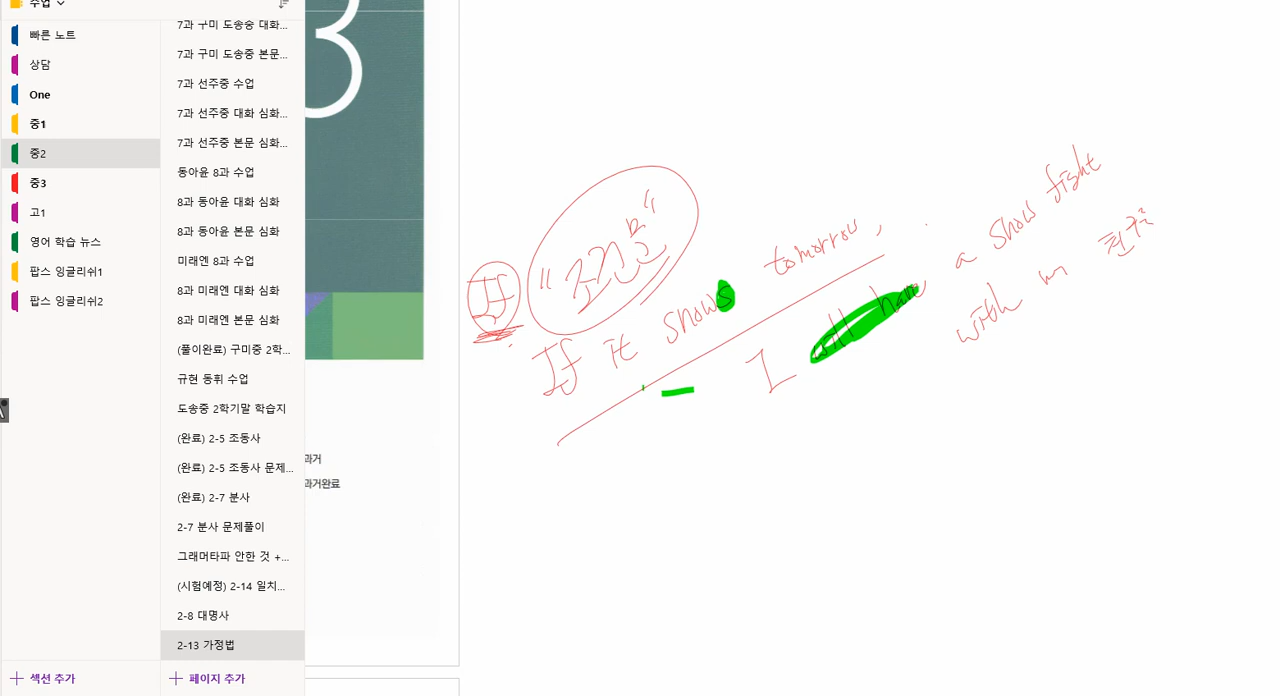 수업
빠른 노트
상담
One
중1
중2
중3
고1
영어 학습 뉴스
팝스 잉글리쉬1
팝스 잉글리쉬2
섹션 추가
7과 구미 도송중 대화...
7과 구미 도송중 본문...
7과 선주중 수업
7과 선주중 대화 심화...
7과 선주중 본문 심화...
동아윤 8과 수업
8과 동아윤 대화 심화
8과 동아윤 본문 심화
미래엔 8과 수업
8과 미래엔 대화 심화
8과 미래엔 본문 심화
(풀이완료) 구미중 2학...
규현 동휘 수업
도송중 2학기말 학습지
(완료) 2-5 조동사
(완료) 2-5 조동사 문제...
(완료) 2-7 분사
2-7 분사 문제풀이
그래머타파 안한 것 +...
(시험예정) 2-14 일치...
2-8 대명사
2-13 가정법
페이지 추가
3
과거
과거완료
If "조건절"
If it shows tomorrow,
I will have a show fight
with my 친구